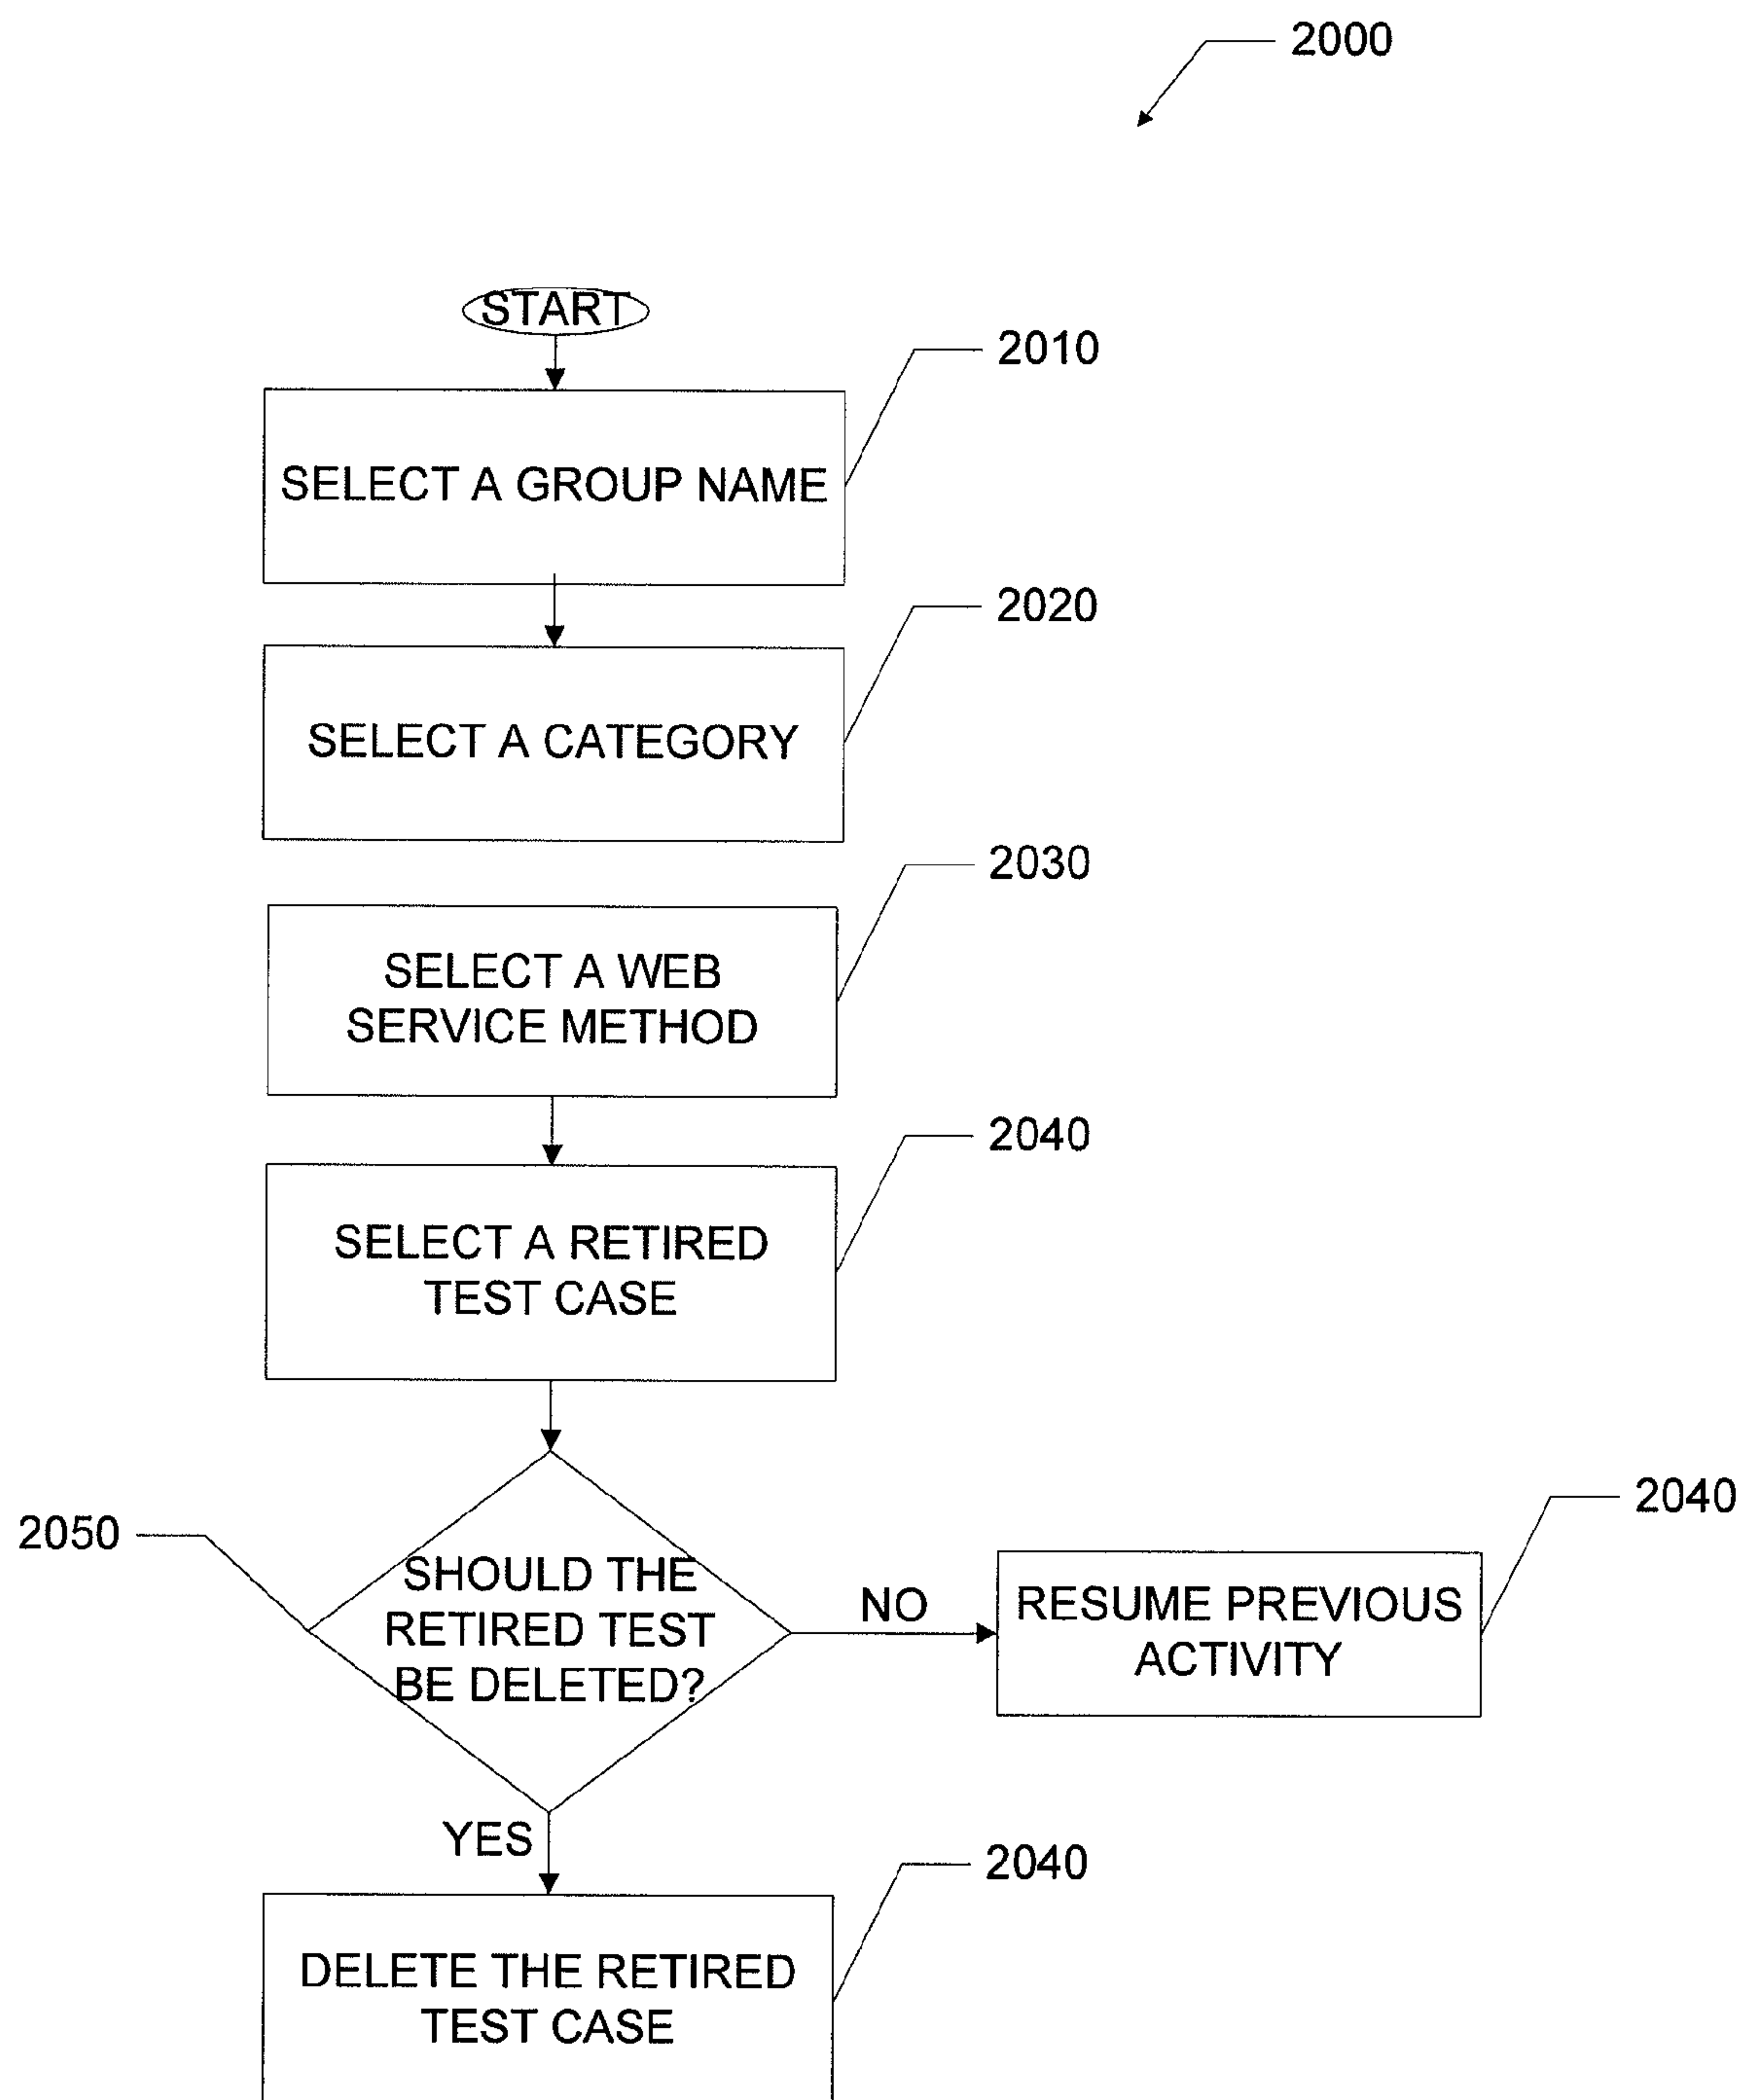 2000
START
2010
SELECT A GROUP NAME
2020
SELECT A CATEGORY
2030
SELECT A WEB
SERVICE METHOD
2040
SELECT A RETIRED
TEST CASE
2050
SHOULD THE
RETIRED TEST
BE DELETED?
NO
2040
RESUME PREVIOUS
ACTIVITY
YES
2040
DELETE THE RETIRED
TEST CASE